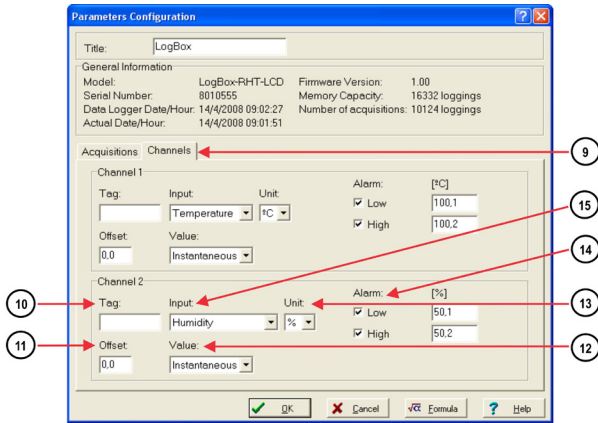 Parameters Configuration
Title: LogBox
General Information
Model: LogBox-RHT-LCD Firmware Version: 1.00
Serial Number: 8010555 Memory Capacity: 16332 loggings
Data Logger Date/Hour: 14/4/2008 09:02:27 Number of acquisitions: 10124 loggings
Actual Date/Hour: 14/4/2008 09:01:51
Acquisitions Channels 9
Channel 1
Alarm: [ºC]
Tag: Input: Unit:
Low 100,1
15
Temperature ºC
High 100,2
Offset: Value:
14
0,0 Instantaneous
Channel 2
Alarm: [%]
10 Tag: Input: Unit: 13
Low 50,1
Humidity %
High 50,2
11 Offset: Value: 12
0,0 Instantaneous
OK Cancel √α Formula ? Help